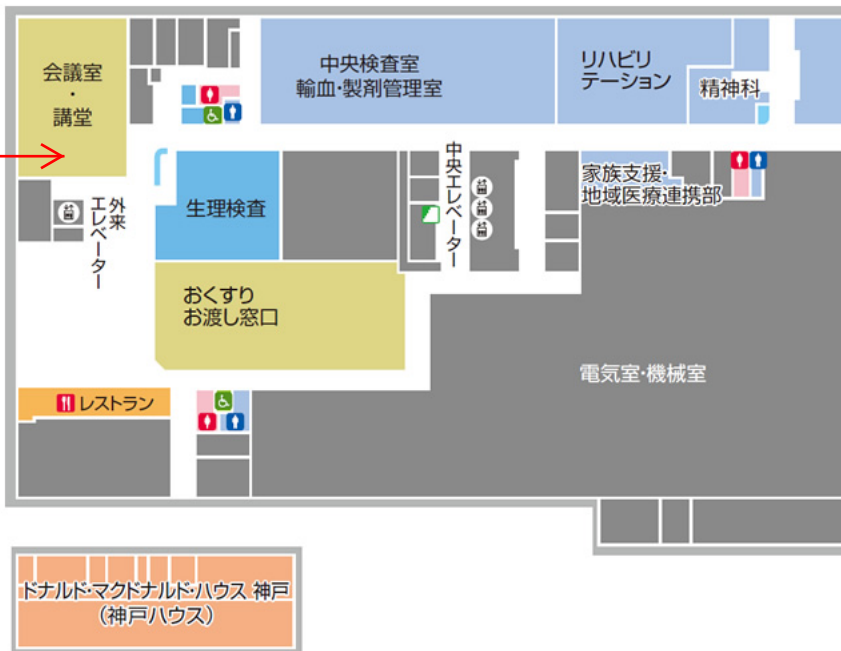 会議室
・
講堂
中央検査室
輸血・製剤管理室
リハビリ
テーション
精神科
生理検査
中央エレベーター
家族支援・
地域医療連携部
外来
エレベーター
おくすり
お渡し窓口
電気室・機械室
レストラン
ドナルド・マクドナルド・ハウス 神戸
（神戸ハウス）